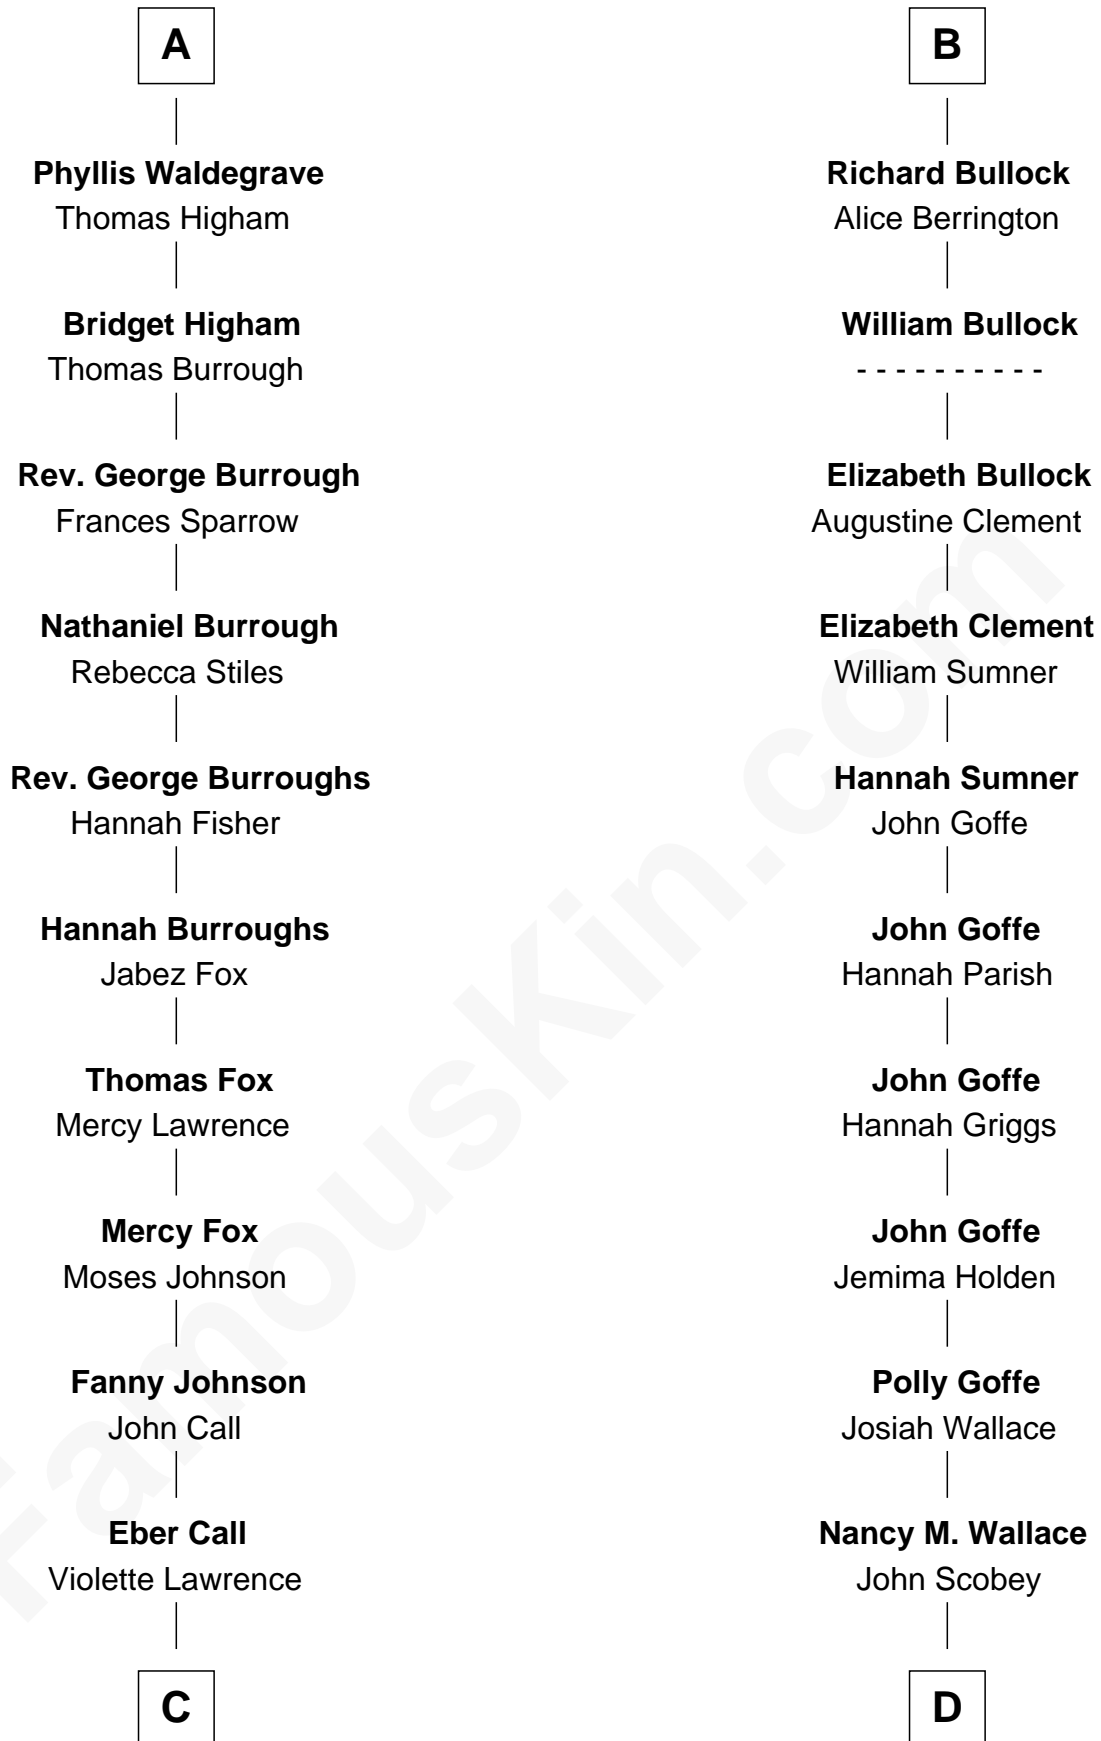 A
Phyllis Waldegrave
Thomas Higham
Bridget Higham
Thomas Burrough
Rev. George Burrough
Frances Sparrow
Nathaniel Burrough
Rebecca Stiles
Rev. George Burroughs
Hannah Fisher
Hannah Burroughs
Jabez Fox
Thomas Fox
Mercy Lawrence
Mercy Fox
Moses Johnson
Fanny Johnson
John Call
Eber Call
Violette Lawrence
C
B
Richard Bullock
Alice Berrington
William Bullock
- - - - - - - - - -
Elizabeth Bullock
Augustine Clement
Elizabeth Clement
William Sumner
Hannah Sumner
John Goffe
John Goffe
Hannah Parish
John Goffe
Hannah Griggs
John Goffe
Jemima Holden
Polly Goffe
Josiah Wallace
Nancy M. Wallace
John Scobey
D
FamousKin.com